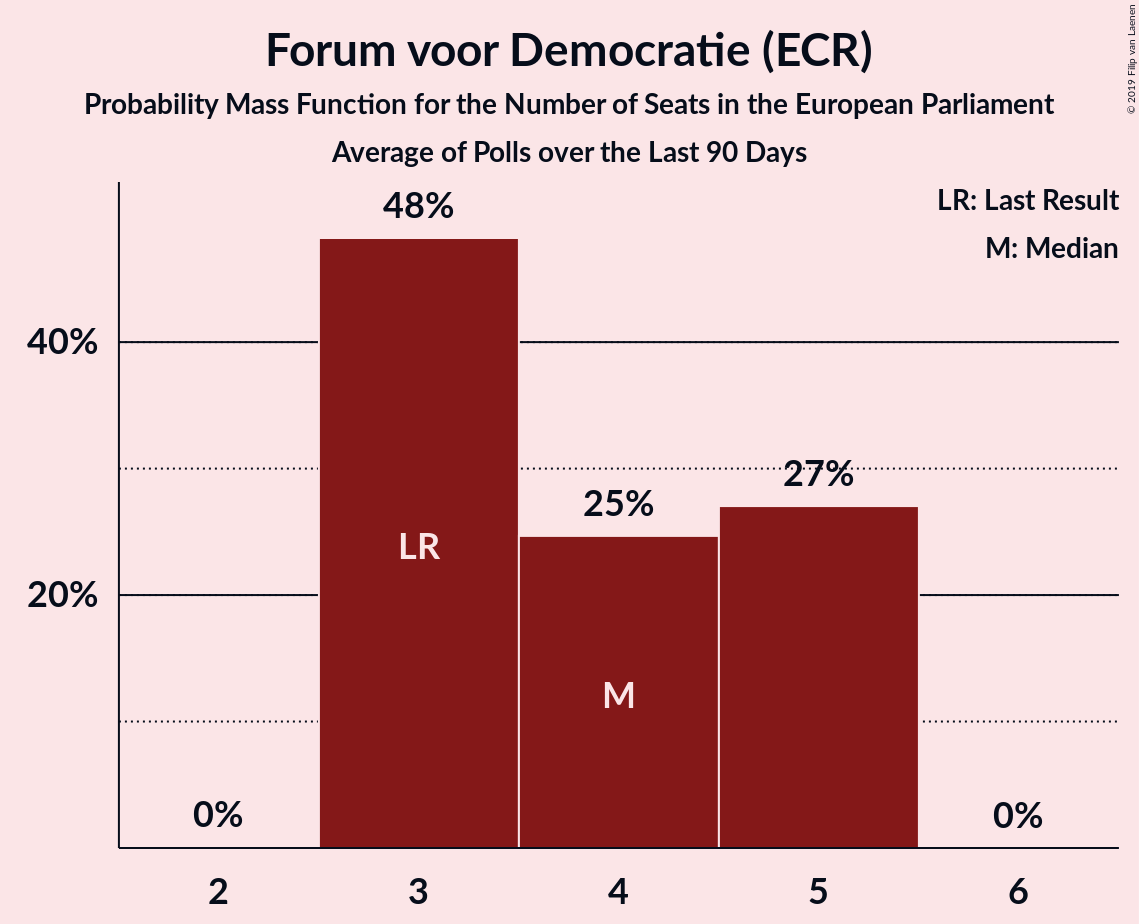 Forum voor Democratie (ECR)
Probability Mass Function for the Number of Seats in the European Parliament
Average of Polls over the Last 90 Days
© 2019 Filip van Laenen
LR: Last Result
M: Median
48%
40%
27%
25%
LR
20%
M
0%
0%
2 3 4 5 6